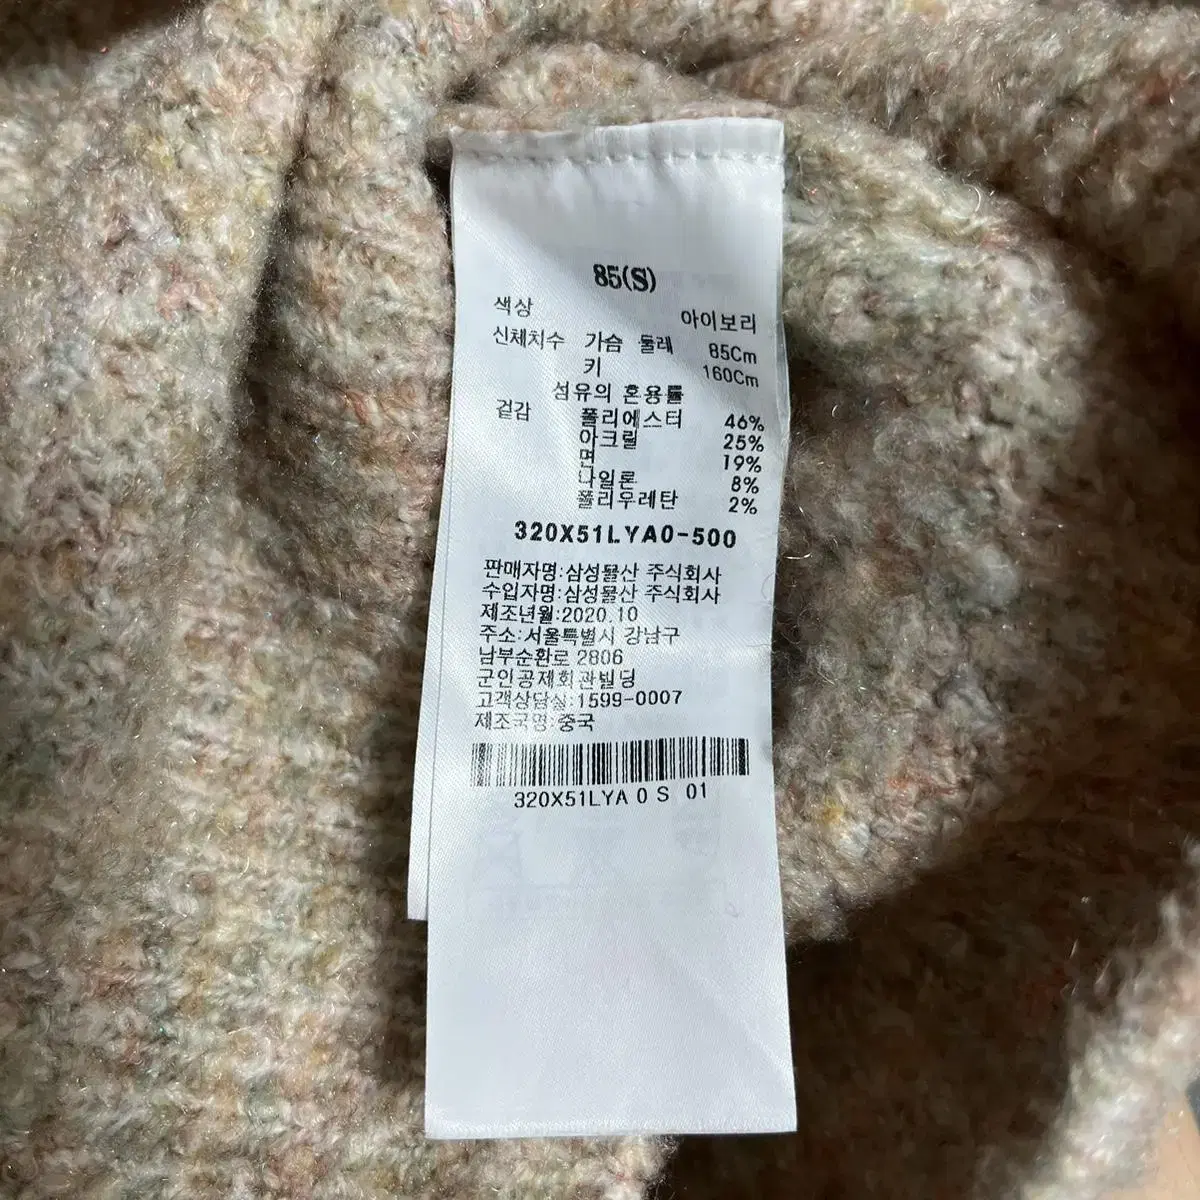 85(S)
색상 아이보리
신체치수 가슴 둘레 85Cm
키 160Cm
섬유의 혼용률
겉감 폴리에스터 46%
아크릴 25%
면 19%
나일론 8%
폴리우레탄 2%
320X51LYA0-500
판매자명:삼성물산 주식회사
수입자명:삼성물산 주식회사
제조년월:2020.10
주소:서울특별시 강남구
남부순환로 2806
군인공제회관빌딩
고객상담실:1599-0007
제조국명:중국
320X51LYA 0 S 01